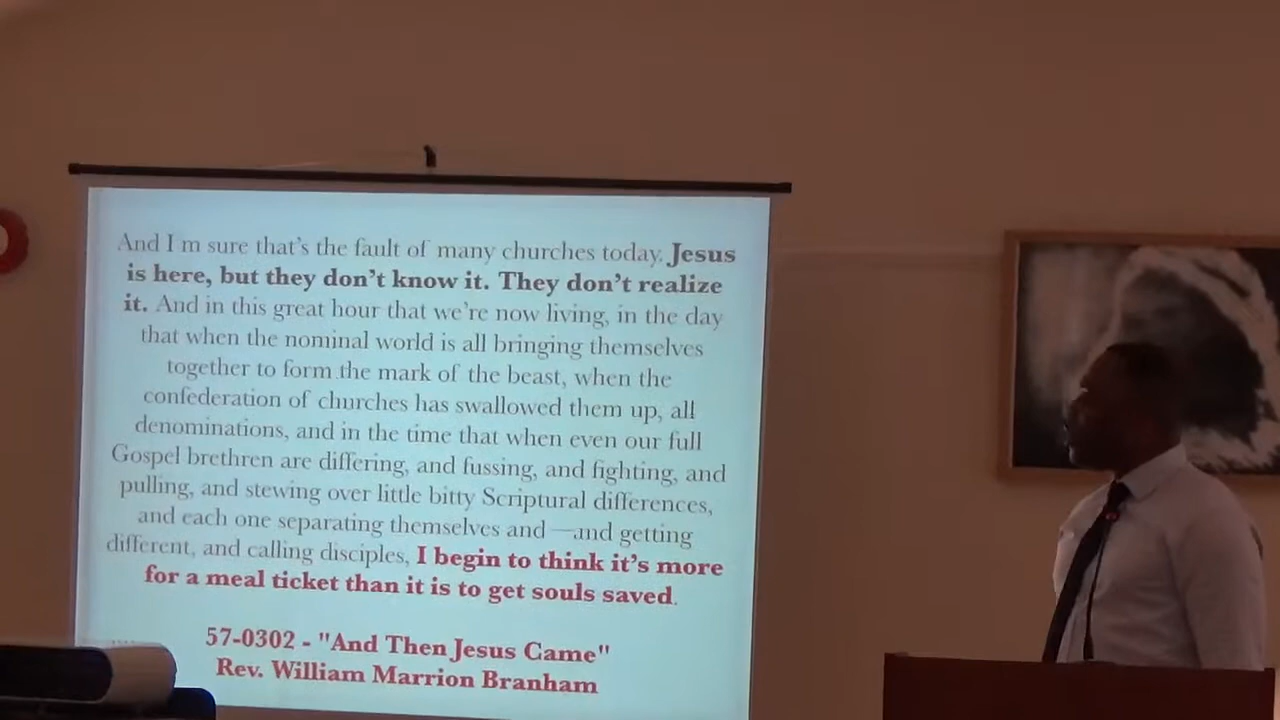 And I m sure that's the fault of many churches today. Jesus
is here, but they don't know it. They don't realize
it. And in this great hour that we're now living, in the day
that when the nominal world is all bringing themselves
together to form the mark of the beast, when the
confederation of churches has swallowed them up, all
denominations, and in the time that when even our full
Gospel brethren are differing, and fussing, and fighting, and
pulling, and stewing over little bitty Scriptural differences,
and each one separating themselves and —and getting
different, and calling disciples, I begin to think it's more
for a meal ticket than it is to get souls saved.
57-0302 - "And Then Jesus Came"
Rev. William Marrion Branham